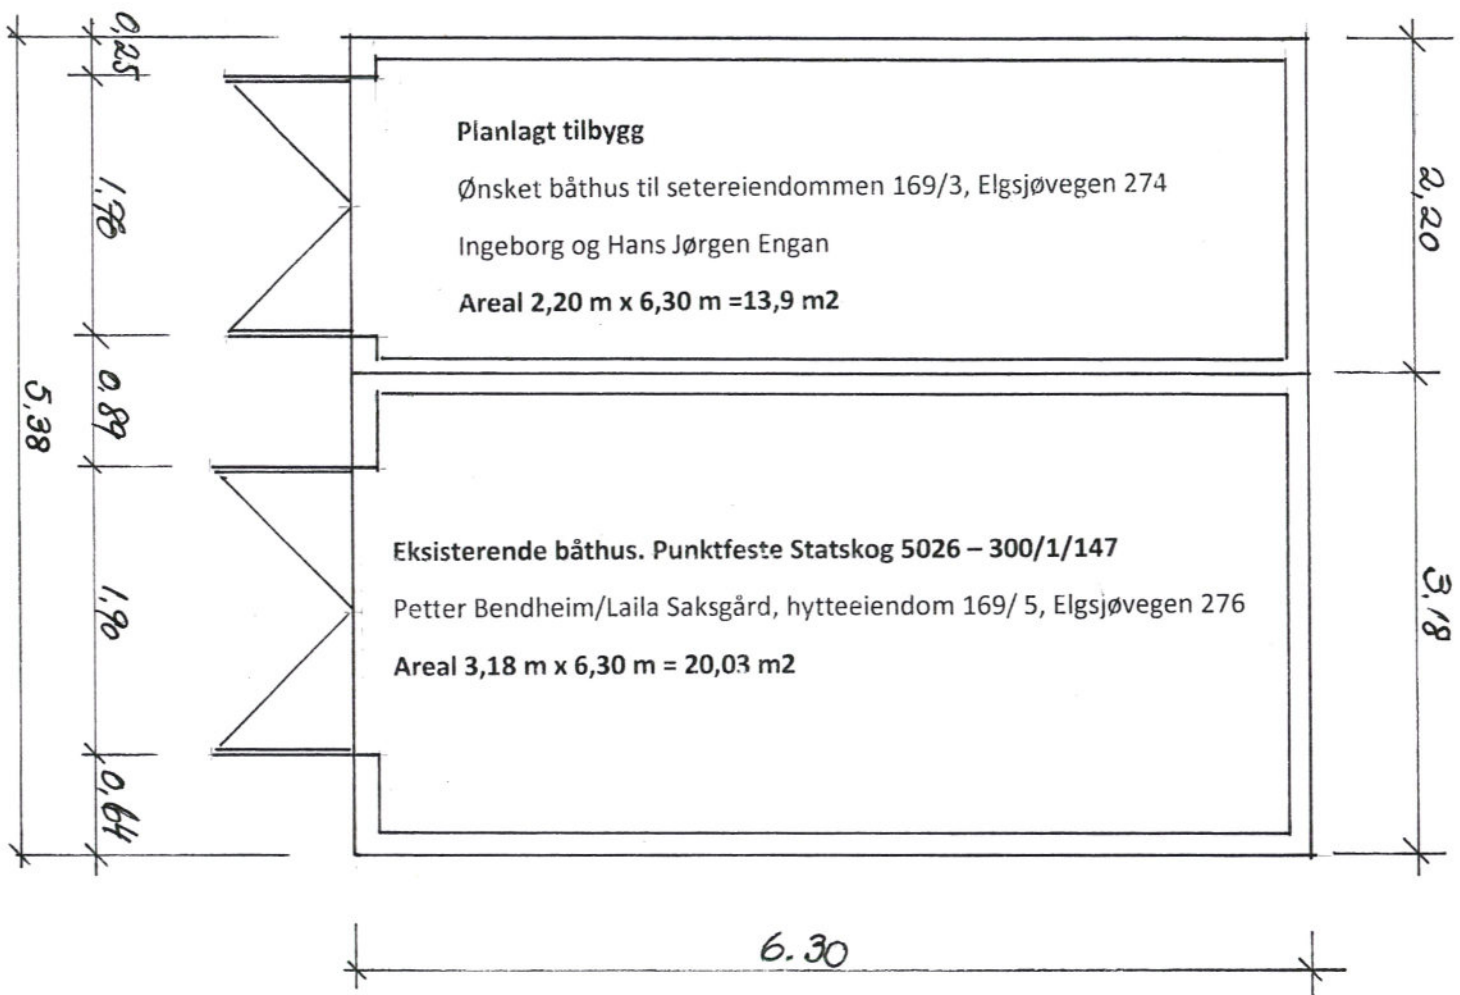 0,25
1,70
0.89
1,90
0,64
5,38
Planlagt tilbygg
Ønsket båthus til setereiendommen 169/3, Elgsjøvegen 274
Ingeborg og Hans Jørgen Engan
Areal 2,20 m x 6,30 m =13,9 m2
Eksisterende båthus. Punktfeste Statskog 5026 – 300/1/147
Petter Bendheim/Laila Saksgård, hytteeiendom 169/ 5, Elgsjøvegen 276
Areal 3,18 m x 6,30 m = 20,03 m2
2,20
3,18
6.30